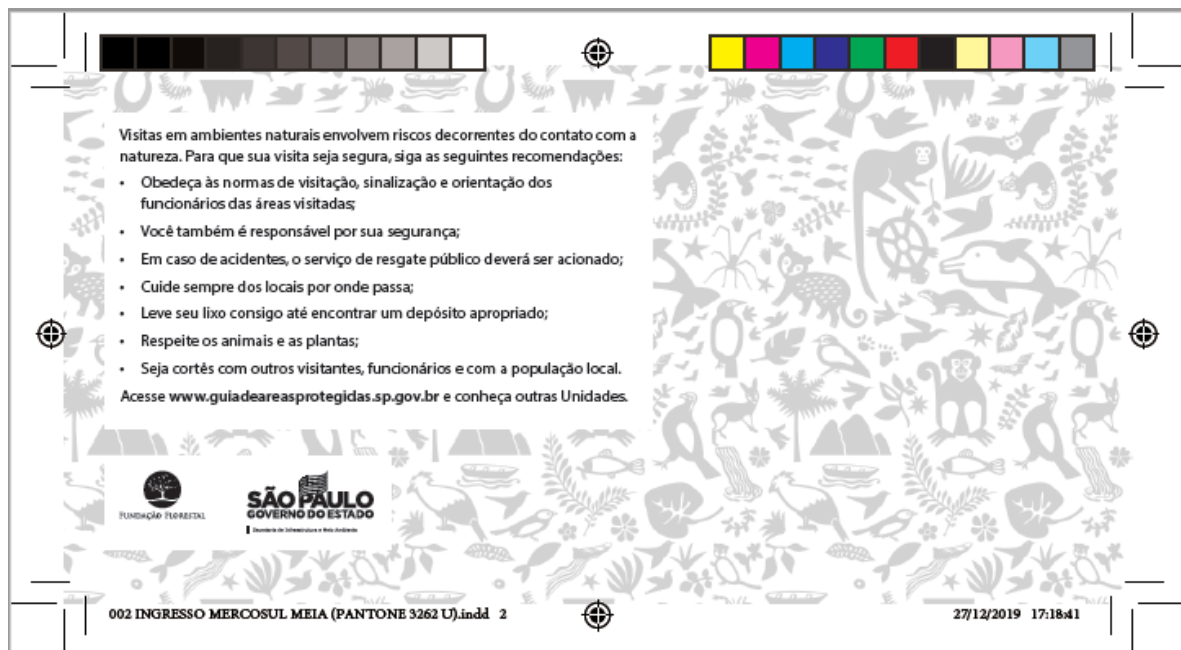 Visitas em ambientes naturais envolvem riscos decorrentes do contato com a
natureza. Para que sua visita seja segura, siga as seguintes recomendações:
• Obedeça às normas de visitação, sinalização e orientação dos
funcionários das áreas visitadas;
• Você também é responsável por sua segurança;
• Em caso de acidentes, o serviço de resgate público deverá ser acionado;
• Cuide sempre dos locais por onde passa;
• Leve seu lixo consigo até encontrar um depósito apropriado;
• Respeite os animais e as plantas;
• Seja cortês com outros visitantes, funcionários e com a população local.
Acesse www.guiadeareasprotegidas.sp.gov.br e conheça outras Unidades.
FUNDAÇÃO FLORESTAL
SÃO PAULO
GOVERNO DO ESTADO
Secretaria de Infraestrutura e Meio Ambiente
002 INGRESSO MERCOSUL MEIA (PANTONE 3262 U).indd 2
27/12/2019 17:18:41